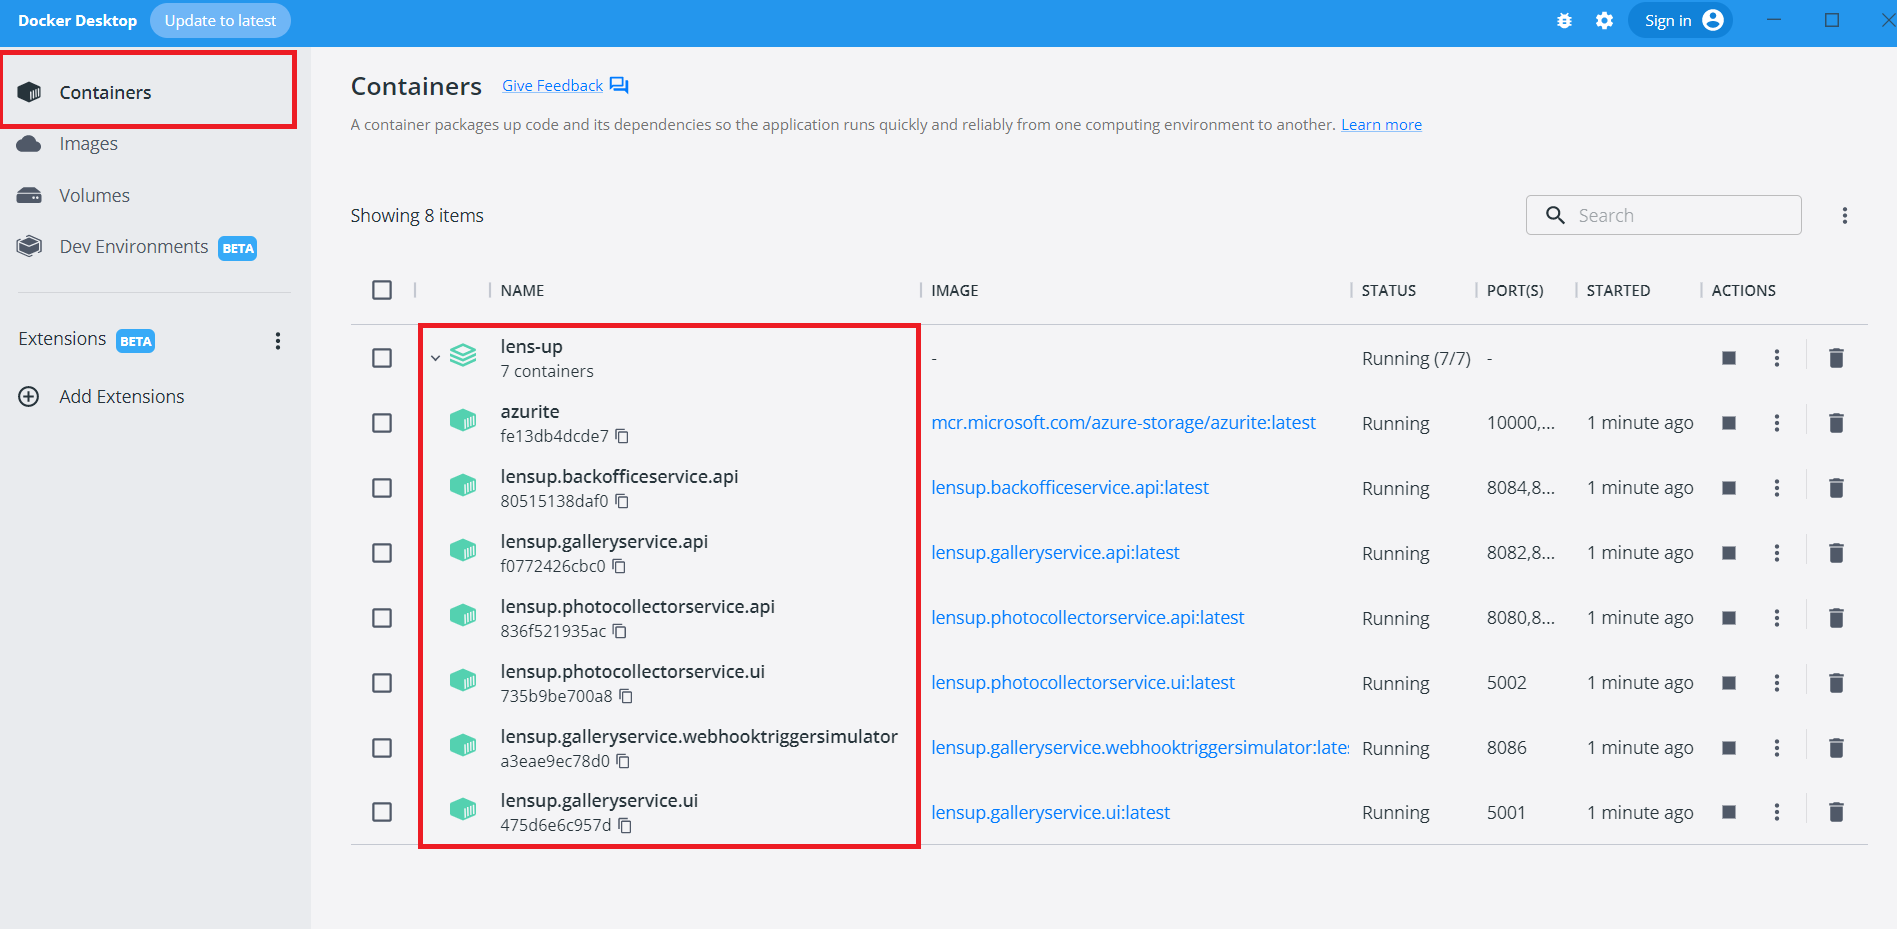 Docker Desktop Update to latest Sign in
Containers
Images
Volumes
Dev Environments BETA
Extensions BETA
Add Extensions
Containers Give Feedback
A container packages up code and its dependencies so the application runs quickly and reliably from one computing environment to another. Learn more
Showing 8 items
Search
NAME IMAGE STATUS PORT(S) STARTED ACTIONS
lens-up
7 containers
- Running (7/7) -
azurite
fe13db4dcde7
mcr.microsoft.com/azure-storage/azurite:latest Running 10000,... 1 minute ago
lensup.backofficeservice.api
80515138daf0
lensup.backofficeservice.api:latest Running 8084,8... 1 minute ago
lensup.galleryservice.api
f0772426cbc0
lensup.galleryservice.api:latest Running 8082,8... 1 minute ago
lensup.photocollectorservice.api
836f521935ac
lensup.photocollectorservice.api:latest Running 8080,8... 1 minute ago
lensup.photocollectorservice.ui
735b9be700a8
lensup.photocollectorservice.ui:latest Running 5002 1 minute ago
lensup.galleryservice.webhooktriggersimulator
a3eae9ec78d0
lensup.galleryservice.webhooktriggersimulator:late Running 8086 1 minute ago
lensup.galleryservice.ui
475d6e6c957d
lensup.galleryservice.ui:latest Running 5001 1 minute ago